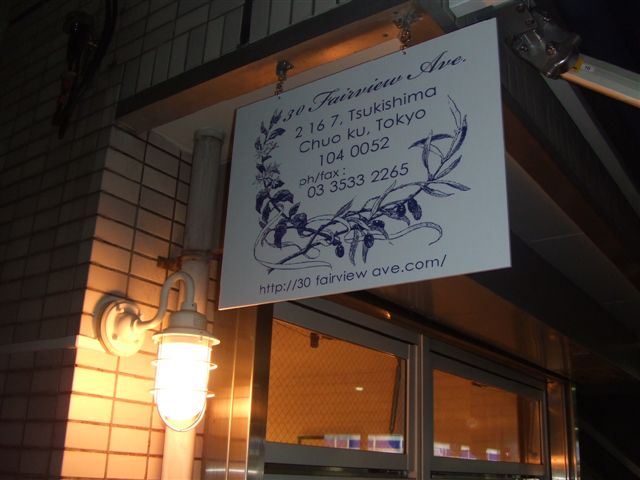 30 Fairview Ave.
2 16 7, Tsukishima
Chuo ku, Tokyo
104 0052
ph/fax :
03 3533 2265
http://30 fairview ave.com/